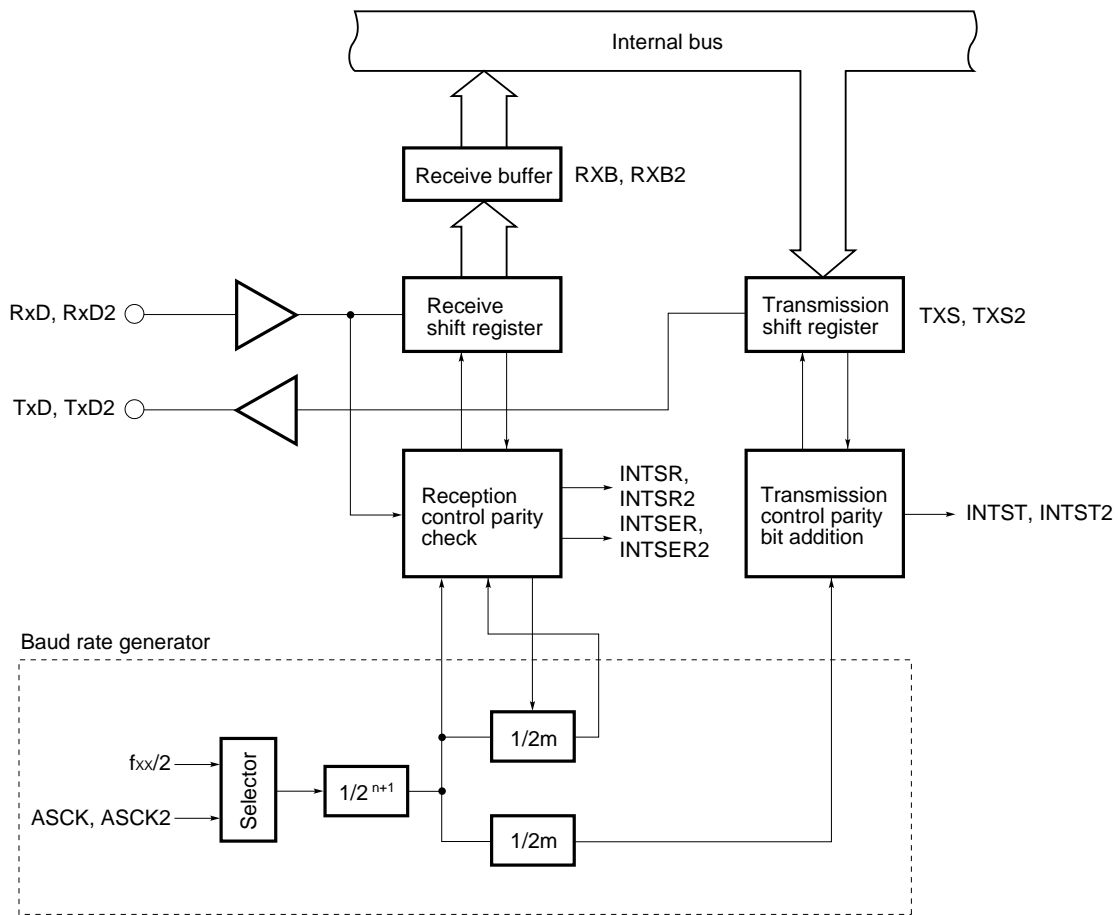 Internal bus
Receive buffer
RXB, RXB2
RxD, RxD2
Receive
shift register
Transmission
shift register
TXS, TXS2
TxD, TxD2
Reception
control parity
check
INTSR,
INTSR2
INTSER,
INTSER2
Transmission
control parity
bit addition
INTST, INTST2
Baud rate generator
fxx/2
ASCK, ASCK2
Selector
1/2 n+1
1/2m
1/2m